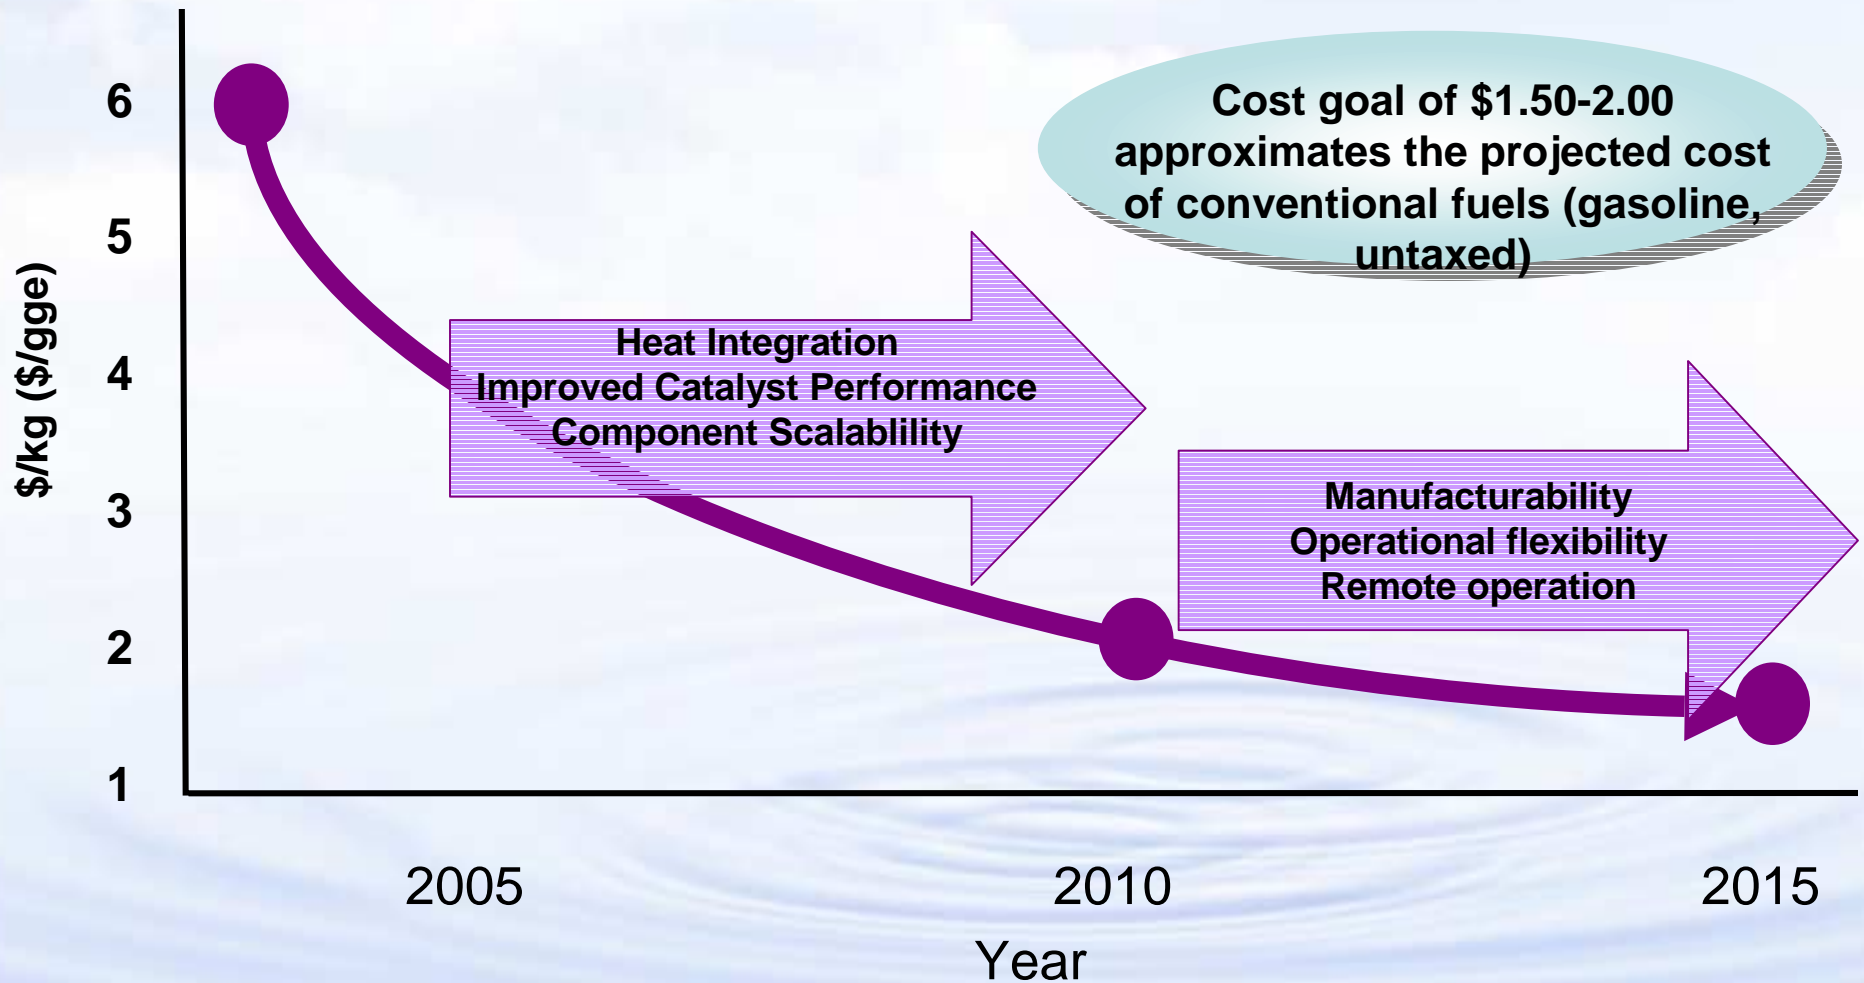 Cost goal of $1.50-2.00
approximates the projected cost
of conventional fuels (gasoline,
untaxed)
$/kg ($/gge)
6
5
4
3
2
1
Heat Integration
Improved Catalyst Performance
Component Scalablility
Manufacturability
Operational flexibility
Remote operation
2005
2010
2015
Year